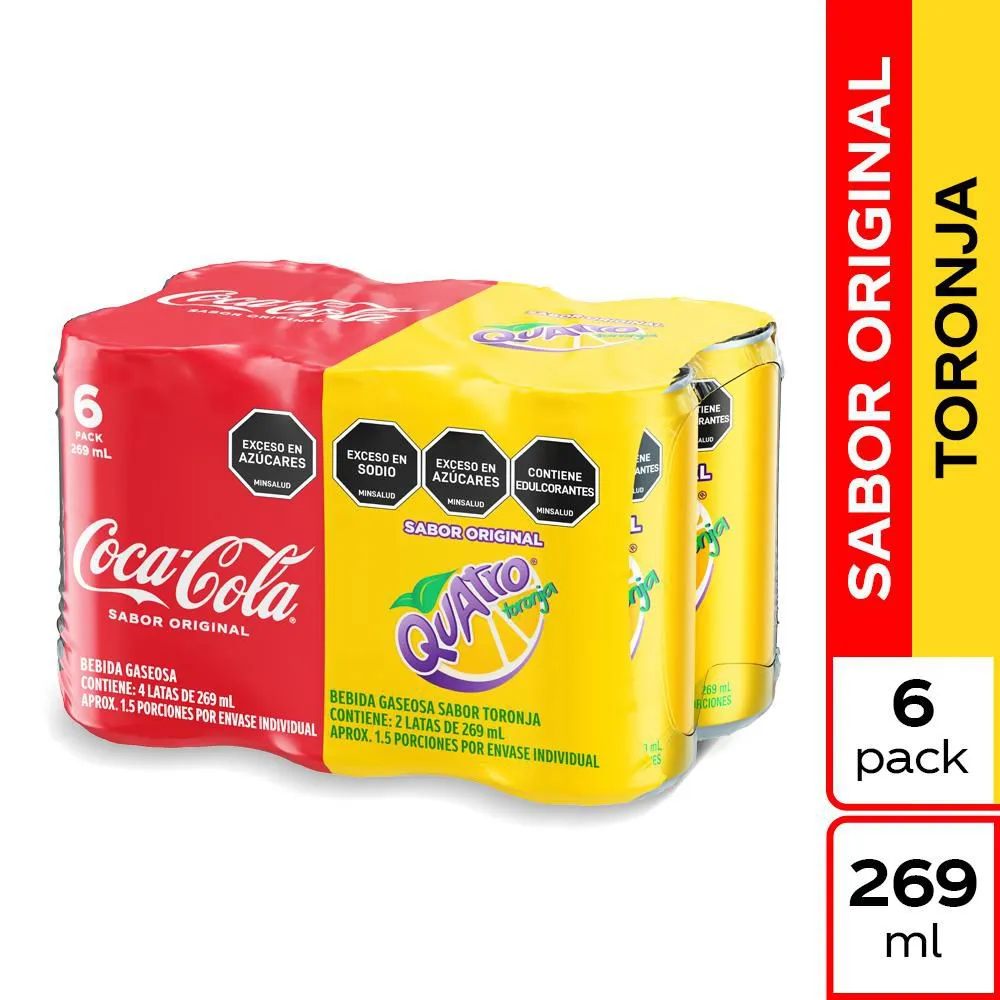 Coca-Cola
SABOR ORIGINAL
6
PACK
269 mL
EXCESO EN
AZÚCARES
MINSALUD
Coca-Cola®
SABOR ORIGINAL
BEBIDA GASEOSA
CONTIENE: 4 LATAS DE 269 mL
APROX. 1.5 PORCIONES POR ENVASE INDIVIDUAL
SABOR ORIGINAL
QUAtro
toronja
EXCESO EN
SODIO
MINSALUD
EXCESO EN
AZÚCARES
MINSALUD
CONTIENE
EDULCORANTES
MINSALUD
SABOR ORIGINAL
QUAtro®
toronja
BEBIDA GASEOSA SABOR TORONJA
CONTIENE: 2 LATAS DE 269 mL
APROX. 1.5 PORCIONES POR ENVASE INDIVIDUAL
269 mL
SABOR ORIGINAL
TORONJA
6
pack
269
ml